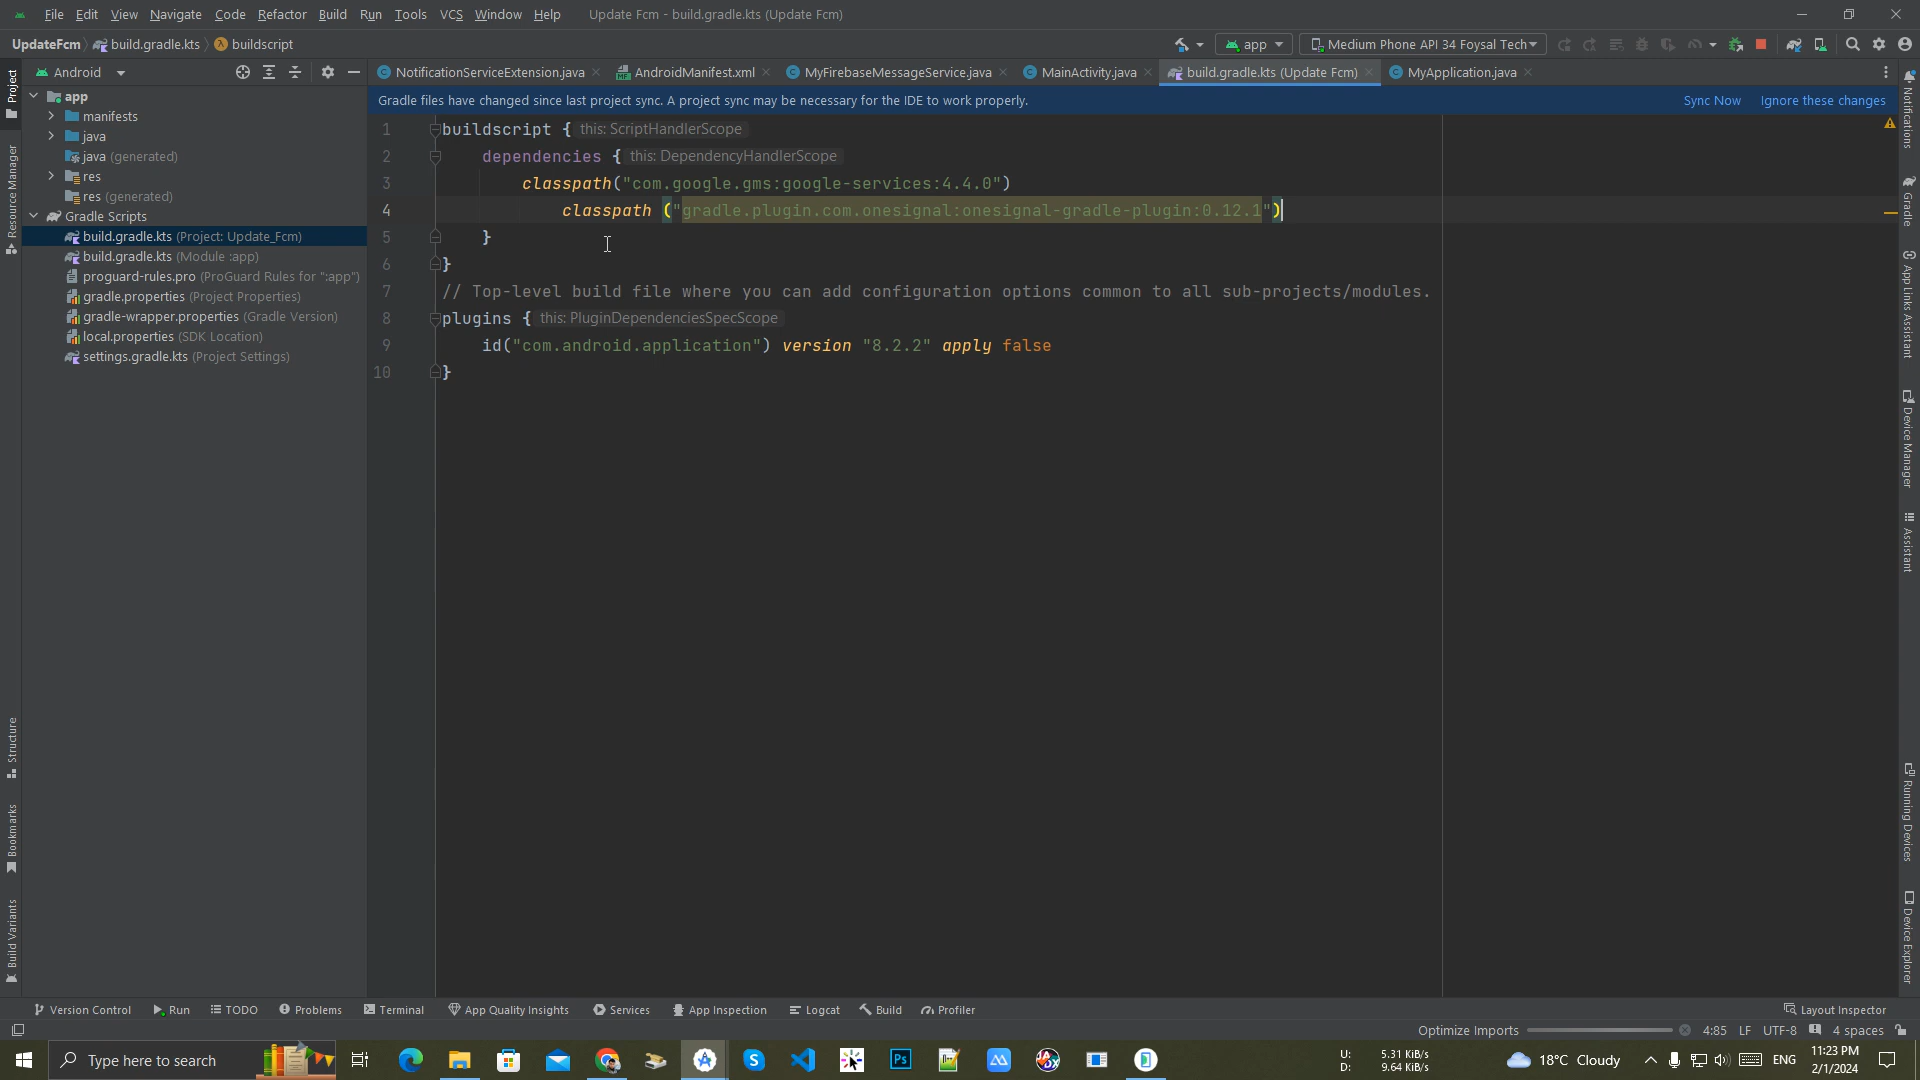 File Edit View Navigate Code Refactor Build Run Tools VCS Window Help Update Fcm - build.gradle.kts (Update Fcm)
UpdateFcm build.gradle.kts buildscript app Medium Phone API 34 Foysal Tech
Project Android NotificationServiceExtension.java AndroidManifest.xml MyFirebaseMessageService.java MainActivity.java build.gradle.kts (Update Fcm) MyApplication.java
Gradle files have changed since last project sync. A project sync may be necessary for the IDE to work properly. Sync Now Ignore these changes
app
manifests
java
java (generated)
res
res (generated)
Gradle Scripts
build.gradle.kts (Project: Update_Fcm)
build.gradle.kts (Module :app)
proguard-rules.pro (ProGuard Rules for ":app")
gradle.properties (Project Properties)
gradle-wrapper.properties (Gradle Version)
local.properties (SDK Location)
settings.gradle.kts (Project Settings)
1 buildscript { this: ScriptHandlerScope
2 dependencies { this: DependencyHandlerScope
3 classpath("com.google.gms:google-services:4.4.0")
4 classpath ("gradle.plugin.com.onesignal:onesignal-gradle-plugin:0.12.1")
5 }
6 }
7 // Top-level build file where you can add configuration options common to all sub-projects/modules.
8 plugins { this: PluginDependenciesSpecScope
9 id("com.android.application") version "8.2.2" apply false
10 }
Resource Manager
Structure
Bookmarks
Build Variants
Notifications
Gradle
App Links Assistant
Device Manager
Assistant
Running Devices
Device Explorer
Version Control Run TODO Problems Terminal App Quality Insights Services App Inspection Logcat Build Profiler Layout Inspector
Optimize Imports 4:85 LF UTF-8 4 spaces
Type here to search Ps U: 5.31 KiB/s 18°C Cloudy ENG 11:23 PM
D: 9.64 KiB/s 2/1/2024